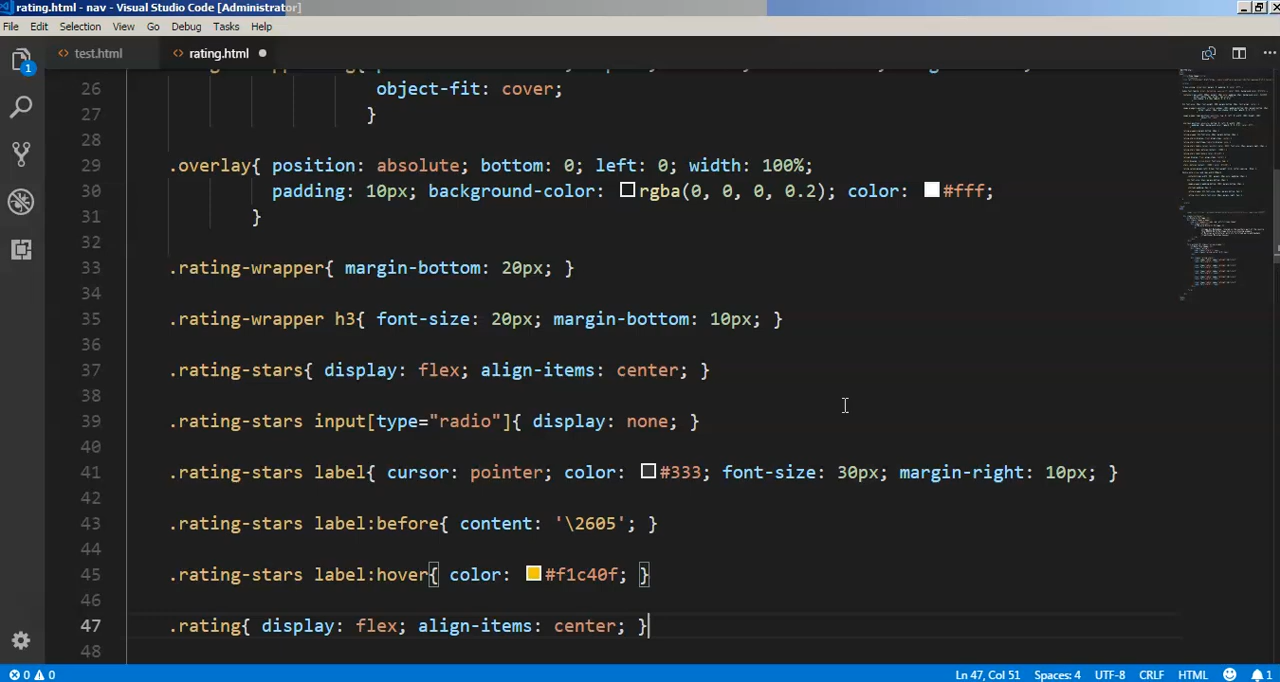 rating.html - nav - Visual Studio Code [Administrator]
File Edit Selection View Go Debug Tasks Help
1
<> test.html <> rating.html
26 object-fit: cover;
27 }
28
29 .overlay{ position: absolute; bottom: 0; left: 0; width: 100%;
30 padding: 10px; background-color: rgba(0, 0, 0, 0.2); color: #fff;
31 }
32
33 .rating-wrapper{ margin-bottom: 20px; }
34
35 .rating-wrapper h3{ font-size: 20px; margin-bottom: 10px; }
36
37 .rating-stars{ display: flex; align-items: center; }
38
39 .rating-stars input[type="radio"]{ display: none; }
40
41 .rating-stars label{ cursor: pointer; color: #333; font-size: 30px; margin-right: 10px; }
42
43 .rating-stars label:before{ content: '\2605'; }
44
45 .rating-stars label:hover{ color: #f1c40f; }
46
47 .rating{ display: flex; align-items: center; }
48
0 0 Ln 47, Col 51 Spaces: 4 UTF-8 CRLF HTML 1